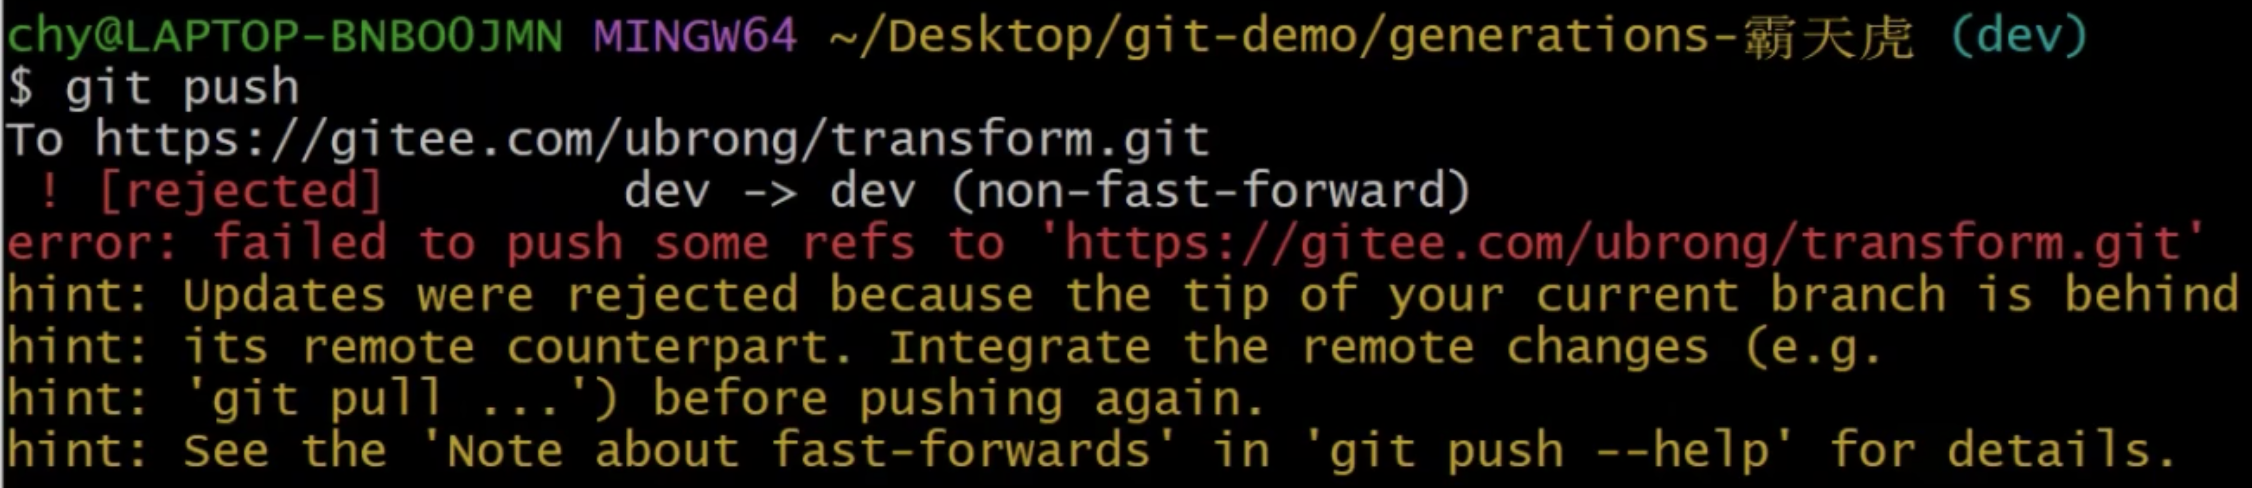 chy@LAPTOP-BNBO0JMN MINGW64 ~/Desktop/git-demo/generations-霸天虎 (dev)
$ git push
To https://gitee.com/ubrong/transform.git
 ! [rejected]        dev -> dev (non-fast-forward)
error: failed to push some refs to 'https://gitee.com/ubrong/transform.git'
hint: Updates were rejected because the tip of your current branch is behind
hint: its remote counterpart. Integrate the remote changes (e.g.
hint: 'git pull ...') before pushing again.
hint: See the 'Note about fast-forwards' in 'git push --help' for details.